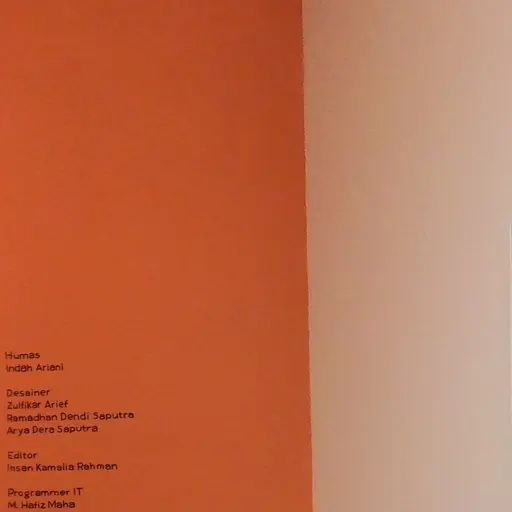 Humas
Indah Ariani
Desainer
Zulfikar Arief
Ramadhan Dendi Saputra
Arya Dera Saputra
Editor
Insan Kamalia Rahman
Programmer IT
M. Hafiz Maha